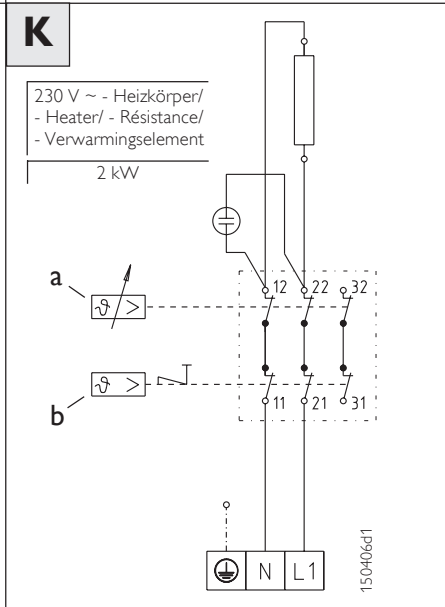 K
230 V ~ - Heizkörper/
- Heater/ - Résistance/
- Verwarmingselement
2 kW
a
12 22 32
ϑ >
b
ϑ >
11 21 31
N L1
150406d1